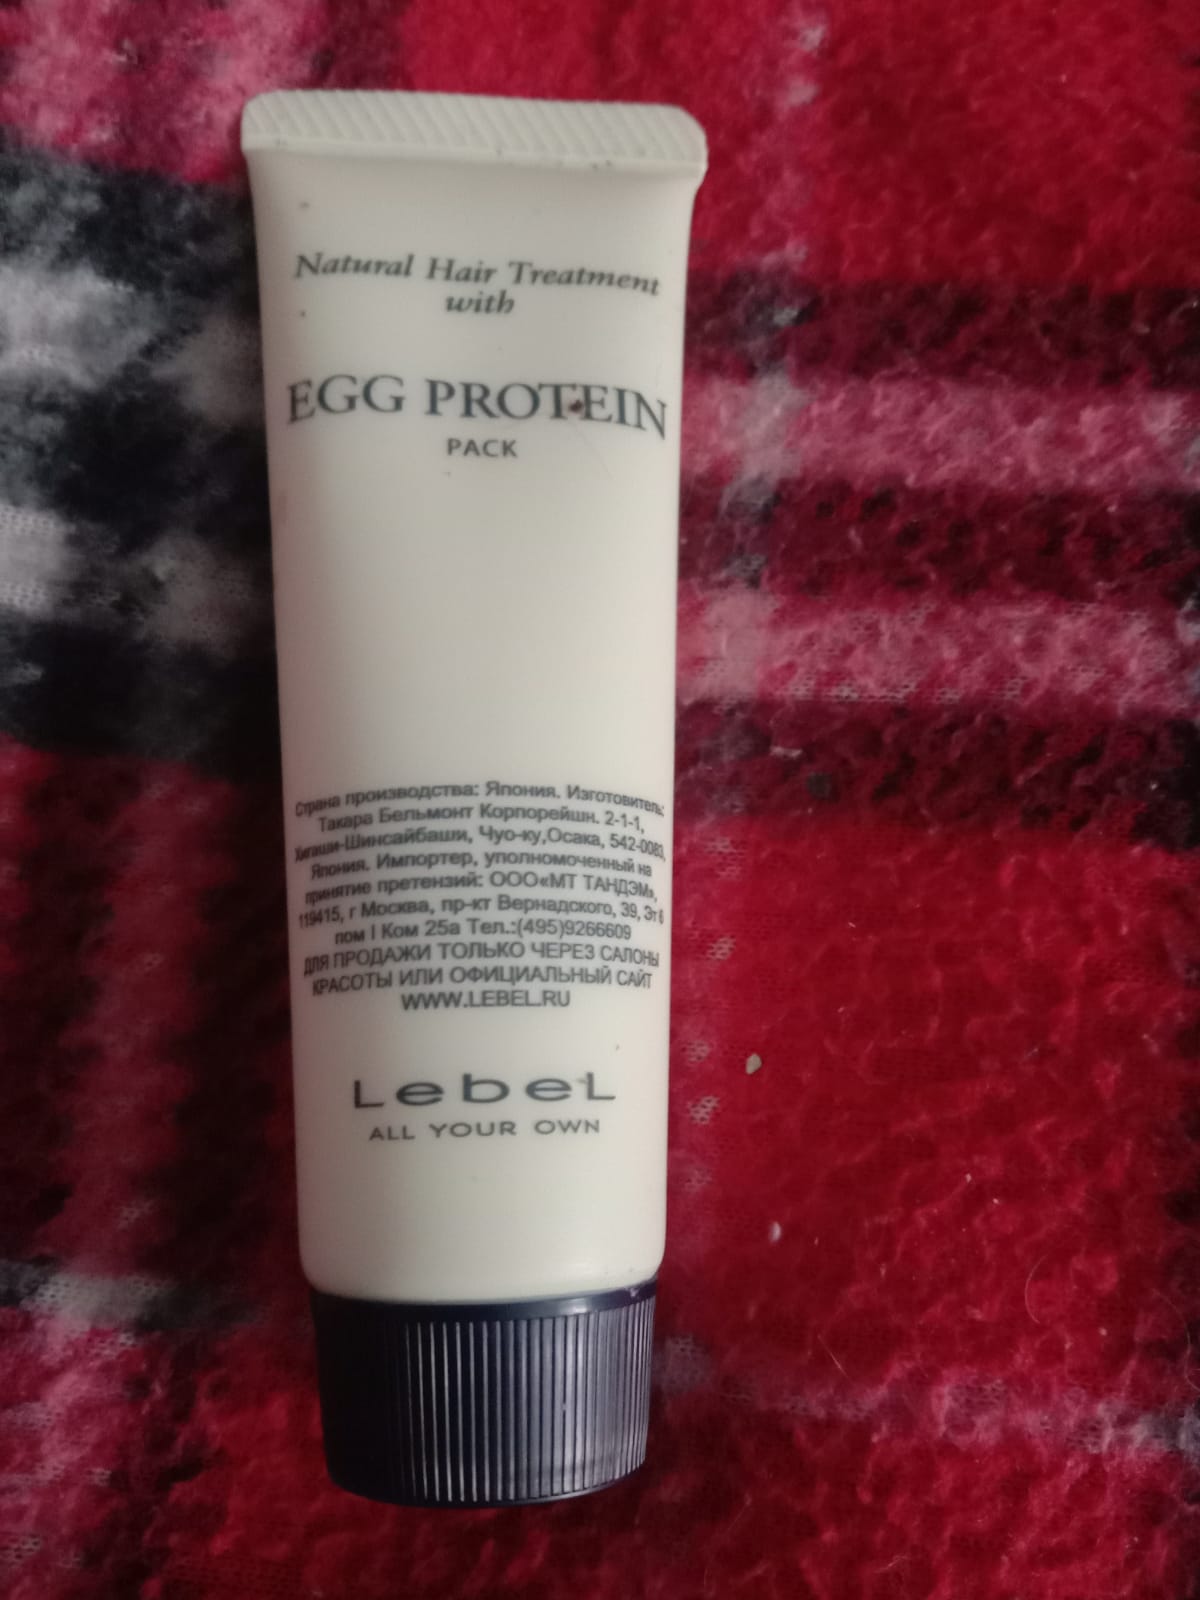 Natural Hair Treatment
with
EGG PROTEIN
PACK
Страна производства: Япония. Изготовитель:
Такара Бельмонт Корпорейшн. 2-1-1,
Хигаши-Шинсайбаши, Чуо-ку,Осака, 542-0083,
Япония. Импортер, уполномоченный на
принятие претензий: ООО«МТ ТАНДЭМ»,
119415, г Москва, пр-кт Вернадского, 39, Эт 6
пом I Ком 25а Тел.:(495)9266609
ДЛЯ ПРОДАЖИ ТОЛЬКО ЧЕРЕЗ САЛОНЫ
КРАСОТЫ ИЛИ ОФИЦИАЛЬНЫЙ САЙТ
WWW.LEBEL.RU
LebeL
ALL YOUR OWN